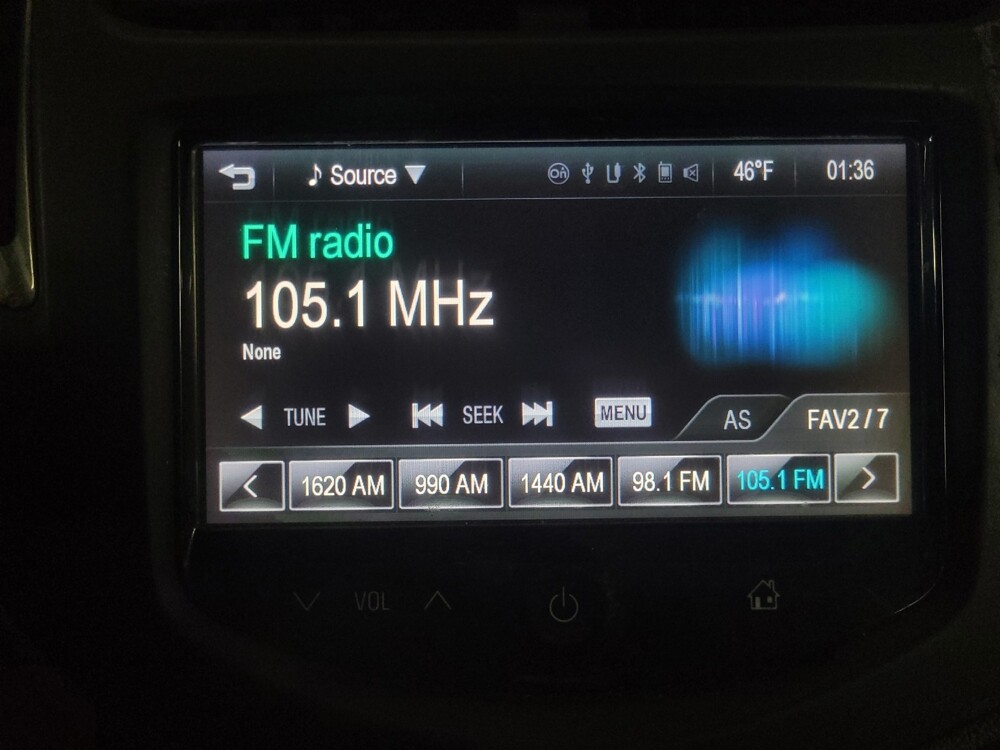 Source 46°F 01:36
FM radio
105.1 MHz
None
TUNE SEEK MENU AS FAV2/7
1620 AM 990 AM 1440 AM 98.1 FM 105.1 FM
VOL